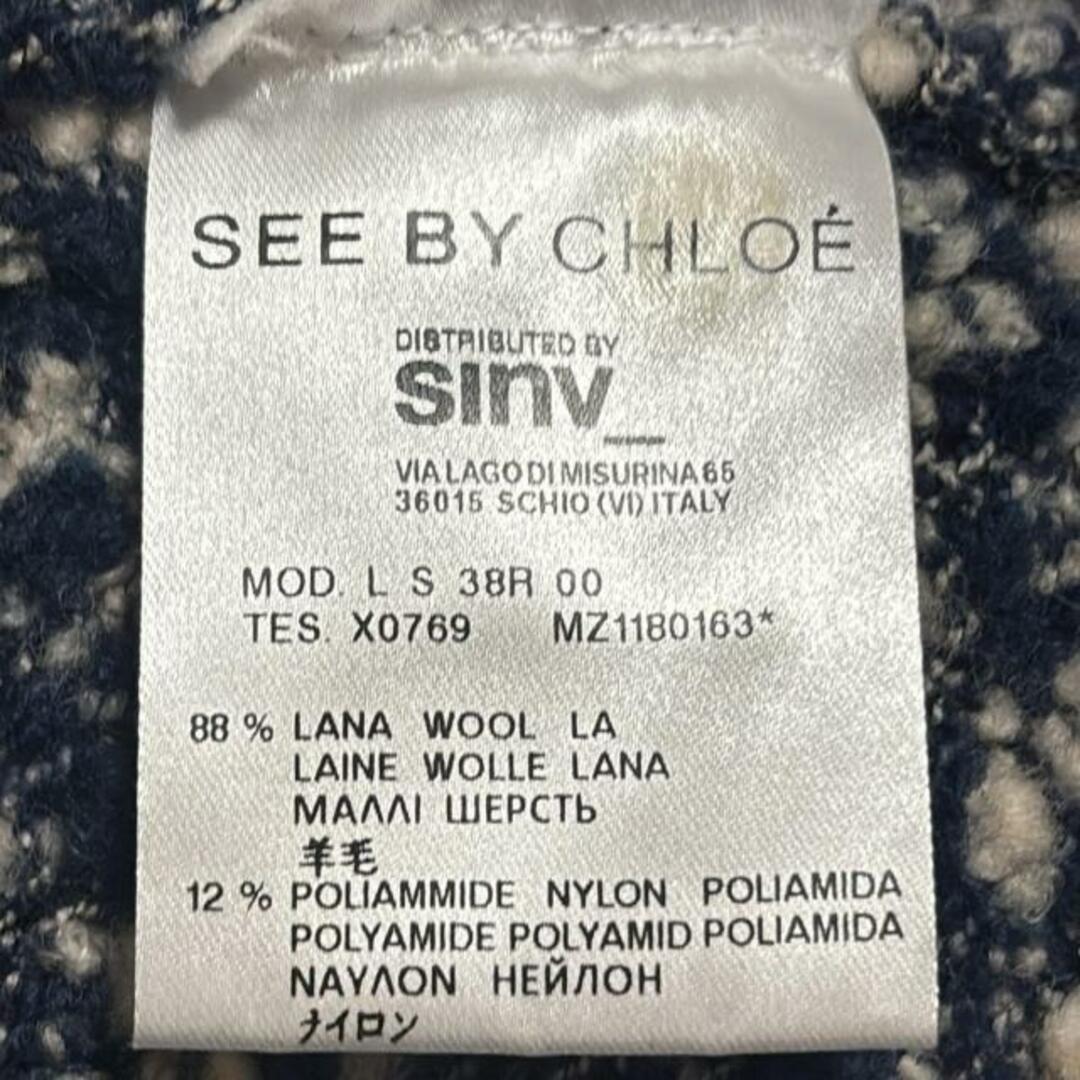 SEE BY CHLOÉ
DISTRIBUTED BY
sinv_
VIA LAGO DI MISURINA 65
36015 SCHIO (VI) ITALY
MOD. L S 38R 00
TES. X0769 MZ1180163*
88 % LANA WOOL LA
LAINE WOLLE LANA
ΜΑΛΛΙ ШЕРСТЬ
羊毛
12 % POLIAMMIDE NYLON POLIAMIDA
POLYAMIDE POLYAMID POLIAMIDA
ΝΑΥΛΟΝ НЕЙЛОН
ナイロン